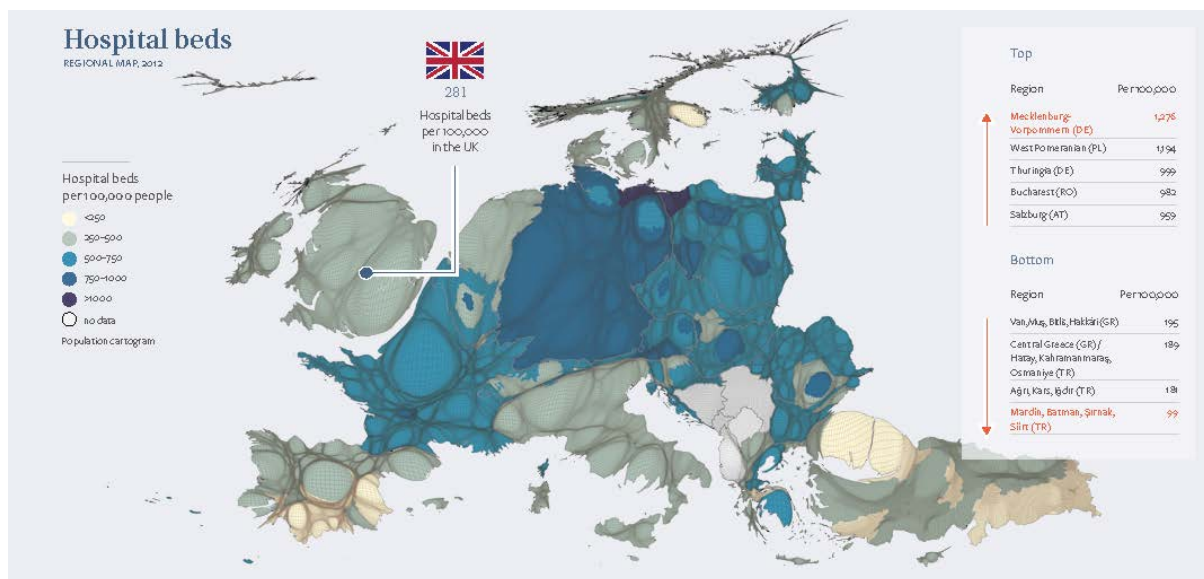 Hospital beds
REGIONAL MAP, 2012
281
Hospital beds
per 100,000
in the UK
Hospital beds
per 100,000 people
<250
250–500
500–750
750–1000
>1000
no data
Population cartogram
Top
Region Per 100,000
Mecklenburg-
Vorpommern (DE) 1,276
West Pomeranian (PL) 1,194
Thuringia (DE) 999
Bucharest (RO) 982
Salzburg (AT) 959
Bottom
Region Per 100,000
Van, Muş, Bitlis, Hakkâri (GR) 195
Central Greece (GR) / 189
Hatay, Kahramanmaraş,
Osmaniye (TR)
Ağrı, Kars, Iğdır (TR) 181
Mardin, Batman, Şırnak, 99
Siirt (TR)